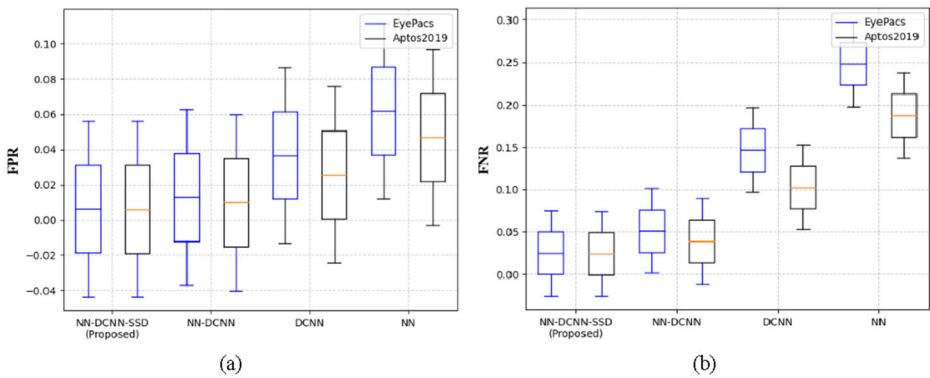 EyePacs
Aptos2019
FPR
0.10
0.08
0.06
0.04
0.02
0.00
−0.02
−0.04
NN-DCNN-SSD
(Proposed)
NN-DCNN
DCNN
NN
(a)
EyePacs
Aptos2019
FNR
0.30
0.25
0.20
0.15
0.10
0.05
0.00
NN-DCNN-SSD
(Proposed)
NN-DCNN
DCNN
NN
(b)